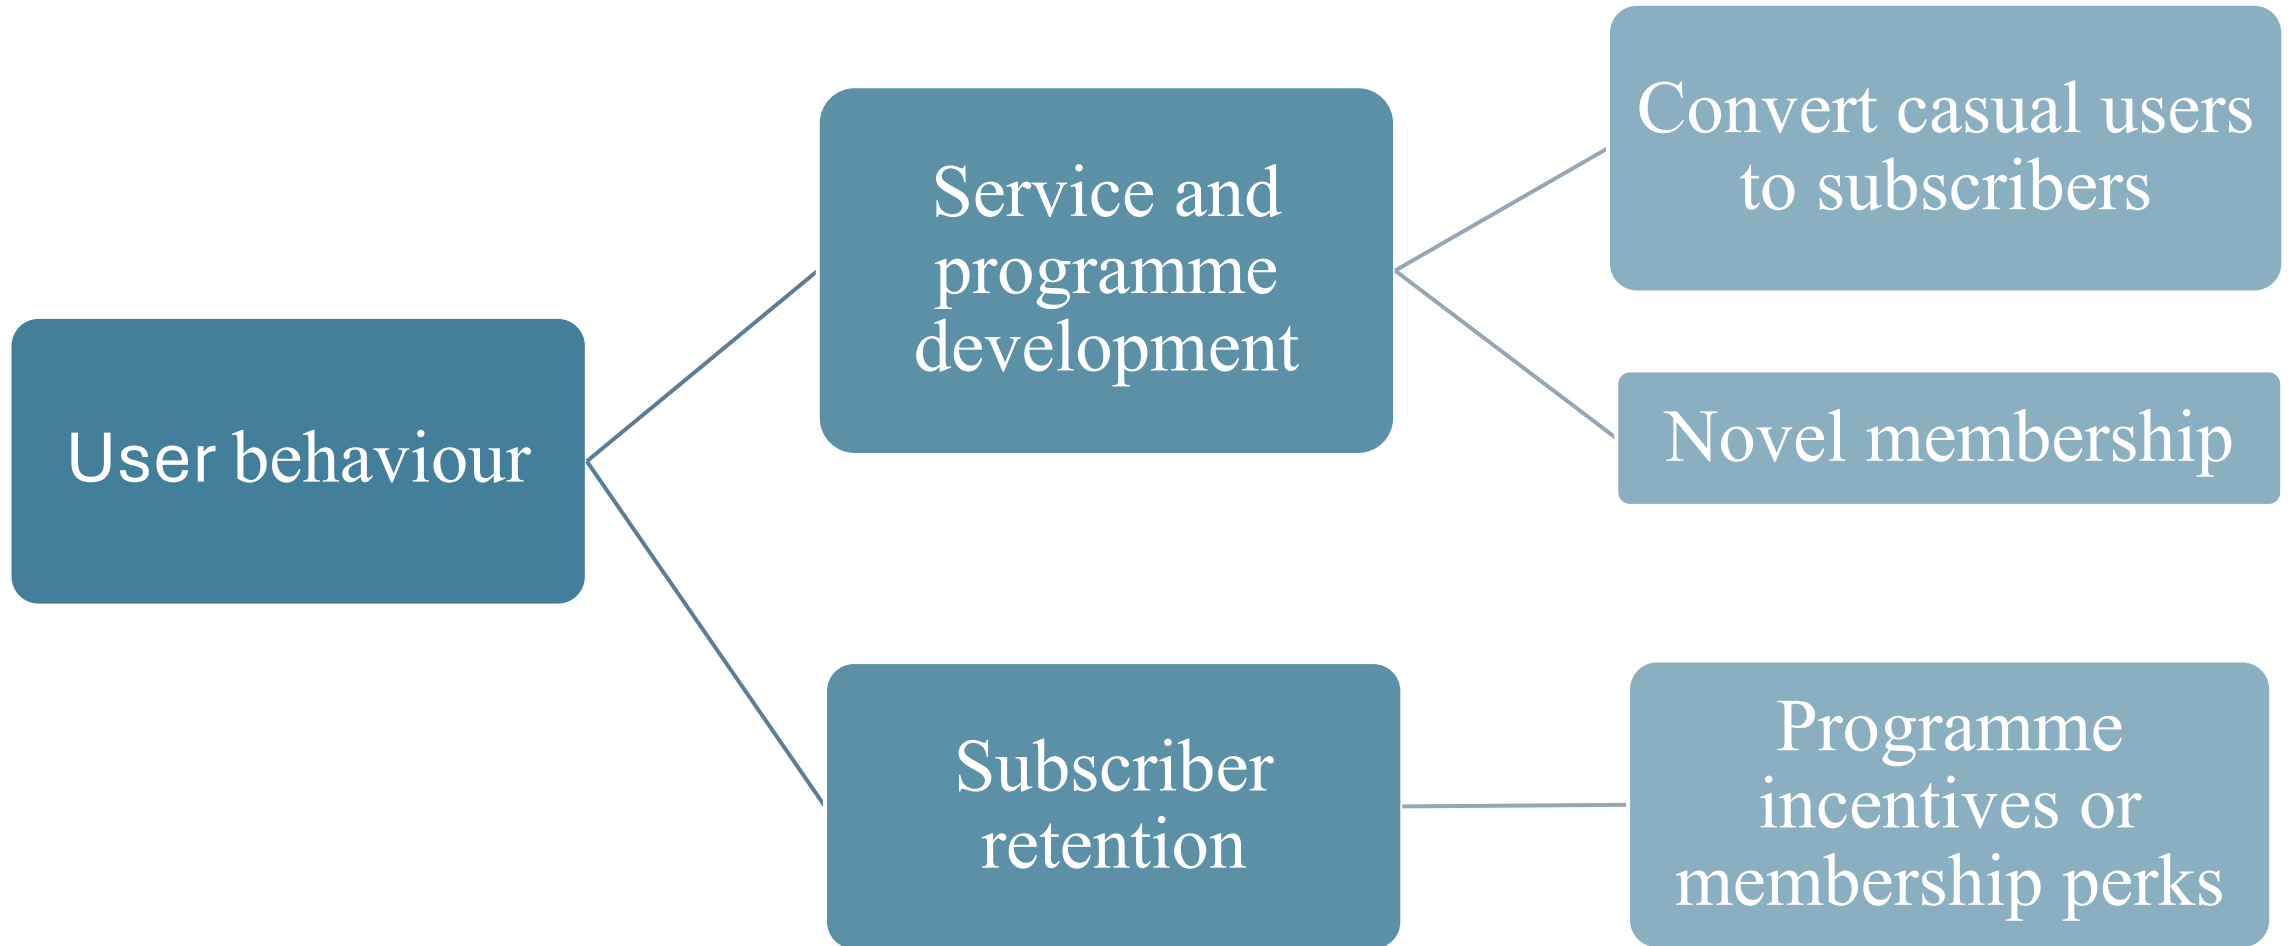 User behaviour
Service and
programme
development
Convert casual users
to subscribers
Novel membership
Subscriber
retention
Programme
incentives or
membership perks